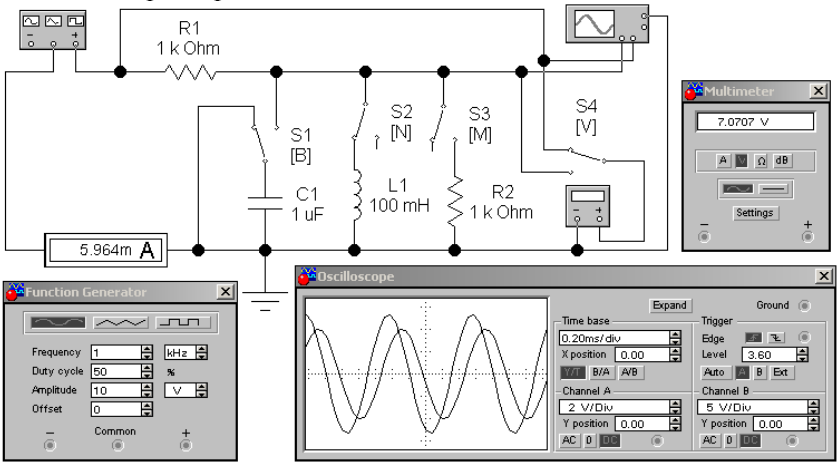 R1
1 k Ohm
S1
[B]
S2
[N]
S3
[M]
S4
[V]
C1
1 uF
L1
100 mH
R2
1 k Ohm
5.964m A
Multimeter
7.0707 V
A V Ω dB
Settings
Function Generator
Frequency 1 kHz
Duty cycle 50 %
Amplitude 10 V
Offset 0
Common
Oscilloscope
Expand
Ground
Time base
0.20ms/div
X position 0.00
Y/T B/A A/B
Trigger
Edge
Level 3.60
Auto A B Ext
Channel A
2 V/Div
Y position 0.00
AC 0 DC
Channel B
5 V/Div
Y position 0.00
AC 0 DC